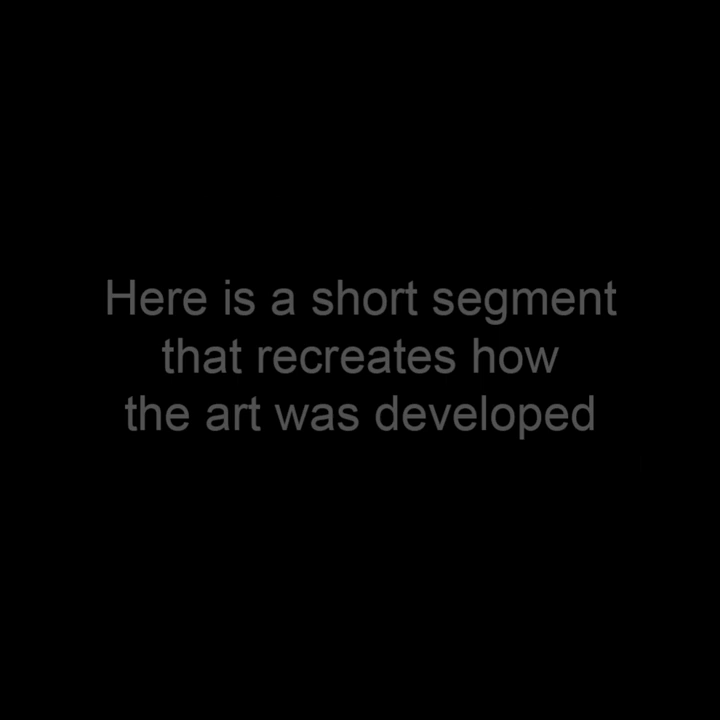 Here is a short segment
that recreates how
the art was developed